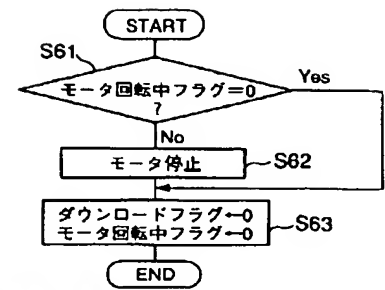 START
S61
モータ回転中フラグ=0
?
Yes
No
モータ停止
S62
ダウンロードフラグ←0
モータ回転中フラグ←0
S63
END